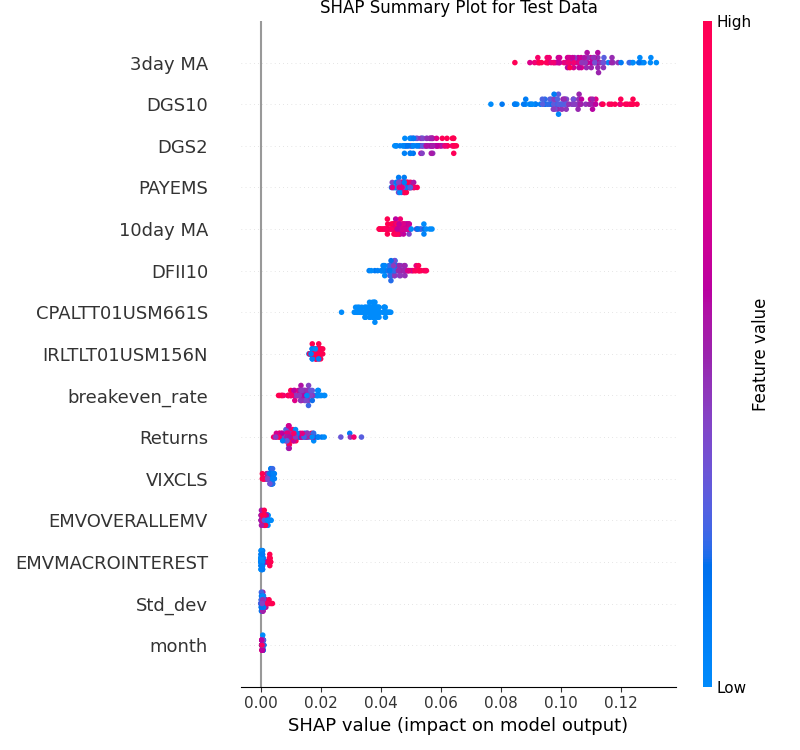 SHAP Summary Plot for Test Data
High
3day MA
DGS10
DGS2
PAYEMS
10day MA
DFII10
CPALTT01USM661S
IRLTLT01USM156N
breakeven_rate
Returns
VIXCLS
EMVOVERALLEMV
EMVMACROINTEREST
Std_dev
month
Feature value
Low
0.00 0.02 0.04 0.06 0.08 0.10 0.12
SHAP value (impact on model output)